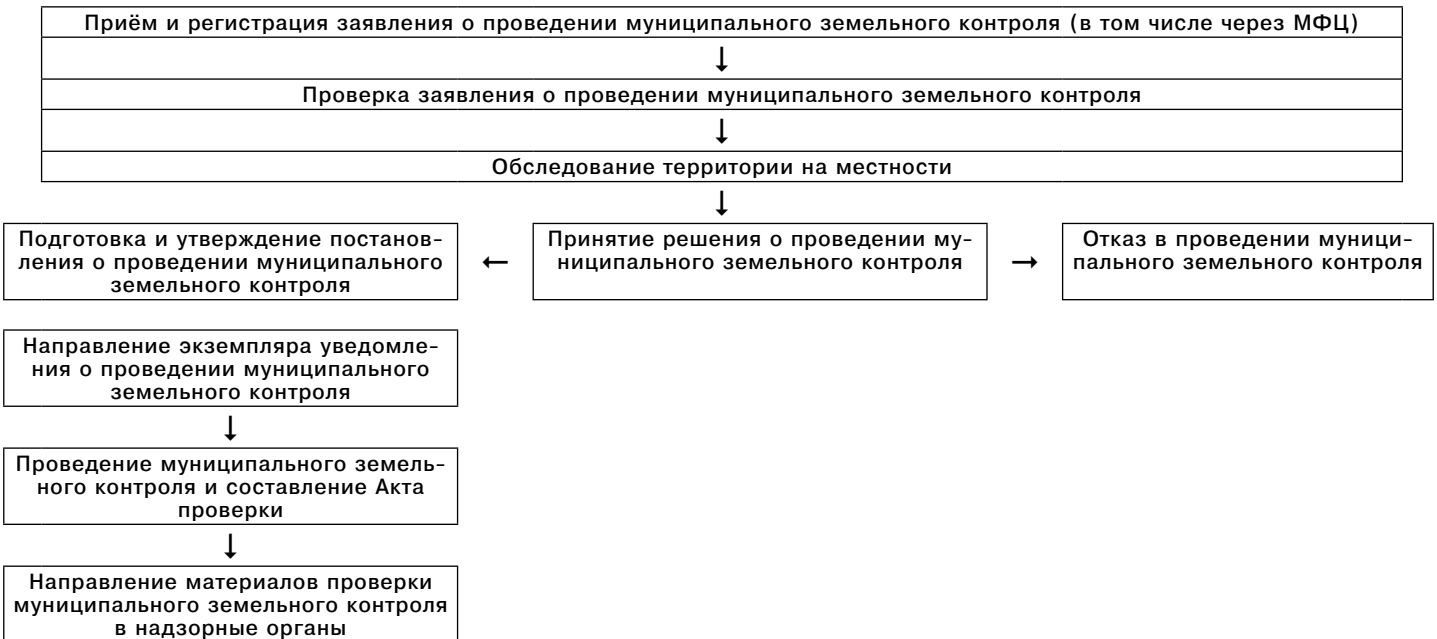 Приём и регистрация заявления о проведении муниципального земельного контроля (в том числе через МФЦ)
↓
Проверка заявления о проведении муниципального земельного контроля
↓
Обследование территории на местности
↓
Подготовка и утверждение постанов-
ления о проведении муниципального
земельного контроля
←
Принятие решения о проведении му-
ниципального земельного контроля
→
Отказ в проведении муници-
пального земельного контроля
Направление экземпляра уведомле-
ния о проведении муниципального
земельного контроля
↓
Проведение муниципального земель-
ного контроля и составление Акта
проверки
↓
Направление материалов проверки
муниципального земельного контроля
в надзорные органы